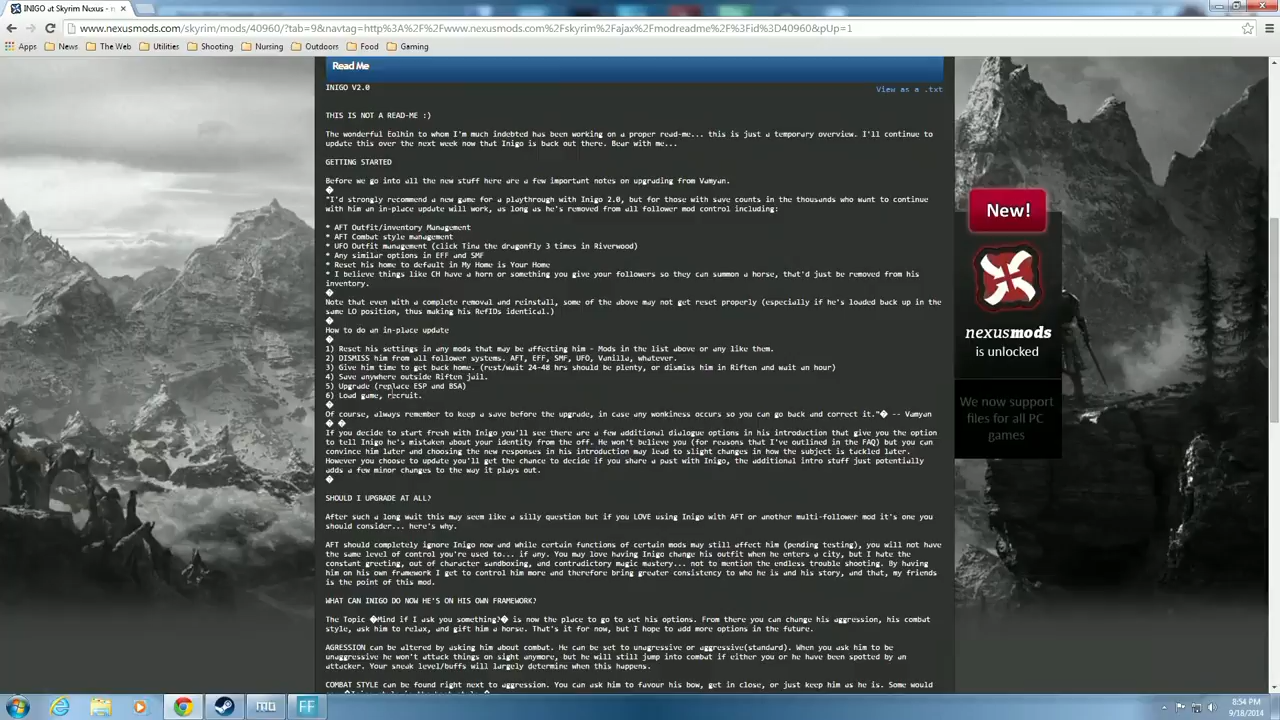 INIGO at Skyrim Nexus - n
www.nexusmods.com/skyrim/mods/40960/?tab=9&navtag=http%3A%2F%2Fwww.nexusmods.com%2Fskyrim%2Fajax%2Fmodreadme%2F%3Fid%3D40960&pUp=1
Apps News The Web Utilities Shooting Nursing Outdoors Food Gaming
Read Me
INIGO V2.0
View as a .txt
THIS IS NOT A READ-ME :)
The wonderful Eolhin to whom I'm much indebted has been working on a proper read-me... this is just a temporary overview. I'll continue to
update this over the next week now that Inigo is back out there. Bear with me...
GETTING STARTED
Before we go into all the new stuff here are a few important notes on upgrading from Vamyan.
�
"I'd strongly recommend a new game for a playthrough with Inigo 2.0, but for those with save counts in the thousands who want to continue
with him an in-place update will work, as long as he's removed from all follower mod control including:
* AFT Outfit/inventory Management
* AFT Combat style management
* UFO Outfit management (click Tina the dragonfly 3 times in Riverwood)
* Any similar options in EFF and SMF
* Reset his home to default in My Home is Your Home
* I believe things like CH have a horn or something you give your followers so they can summon a horse, that'd just be removed from his
inventory.
�
Note that even with a complete removal and reinstall, some of the above may not get reset properly (especially if he's loaded back up in the
same LO position, thus making his RefIDs identical.)
�
How to do an in-place update
�
1) Reset his settings in any mods that may be affecting him - Mods in the list above or any like them.
2) DISMISS him from all follower systems. AFT, EFF, SMF, UFO, Vanilla, whatever.
3) Give him time to get back home. (rest/wait 24-48 hrs should be plenty, or dismiss him in Riften and wait an hour)
4) Save anywhere outside Riften jail.
5) Upgrade (replace ESP and BSA)
6) Load game, recruit.
�
Of course, always remember to keep a save before the upgrade, in case any wonkiness occurs so you can go back and correct it."� -- Vamyan
� �
If you decide to start fresh with Inigo you'll see there are a few additional dialogue options in his introduction that give you the option
to tell Inigo he's mistaken about your identity from the off. He won't believe you (for reasons that I've outlined in the FAQ) but you can
convince him later and choosing the new responses in his introduction may lead to slight changes in how the subject is tackled later.
However you choose to update you'll get the chance to decide if you share a past with Inigo, the additional intro stuff just potentially
adds a few minor changes to the way it plays out.
�
SHOULD I UPGRADE AT ALL?
After such a long wait this may seem like a silly question but if you LOVE using Inigo with AFT or another multi-follower mod it's one you
should consider... here's why.
AFT should completely ignore Inigo now and while certain functions of certain mods may still affect him (pending testing), you will not have
the same level of control you're used to... if any. You may love having Inigo change his outfit when he enters a city, but I hate the
constant greeting, out of character sandboxing, and contradictory magic mastery... not to mention the endless trouble shooting. By having
him on his own framework I get to control him more and therefore bring greater consistency to who he is and his story, and that, my friends
is the point of this mod.
WHAT CAN INIGO DO NOW HE'S ON HIS OWN FRAMEWORK?
The Topic �Mind if I ask you something?� is now the place to go to set his options. From there you can change his aggression, his combat
style, ask him to relax, and gift him a horse. That's it for now, but I hope to add more options in the future.
AGRESSION can be altered by asking him about combat. He can be set to unagressive or aggressive(standard). When you ask him to be
unaggressive he won't attack things on sight anymore, but he will still jump into combat if either you or he have been spotted by an
attacker. Your sneak level/buffs will largely determine when this happens.
COMBAT STYLE can be found right next to aggression. You can ask him to favour his bow, get in close, or just keep him as he is. Some would
New!
nexusmods
is unlocked
We now support
files for all PC
games
8:54 PM
9/18/2014